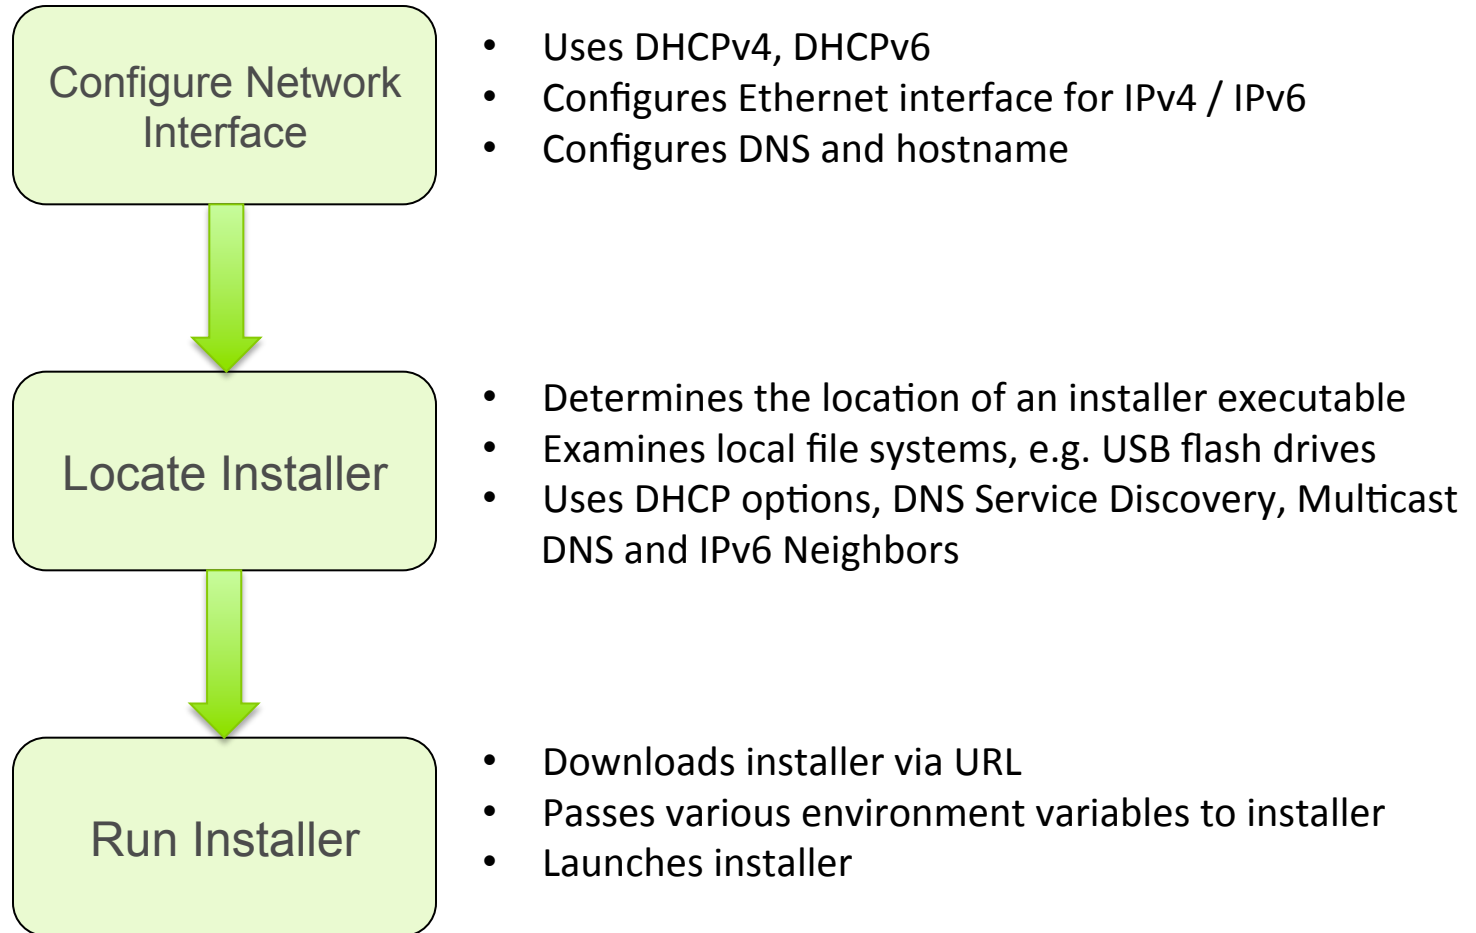 Configure Network
Interface
• Uses DHCPv4, DHCPv6
• Configures Ethernet interface for IPv4 / IPv6
• Configures DNS and hostname
Locate Installer
• Determines the location of an installer executable
• Examines local file systems, e.g. USB flash drives
• Uses DHCP options, DNS Service Discovery, Multicast
DNS and IPv6 Neighbors
Run Installer
• Downloads installer via URL
• Passes various environment variables to installer
• Launches installer